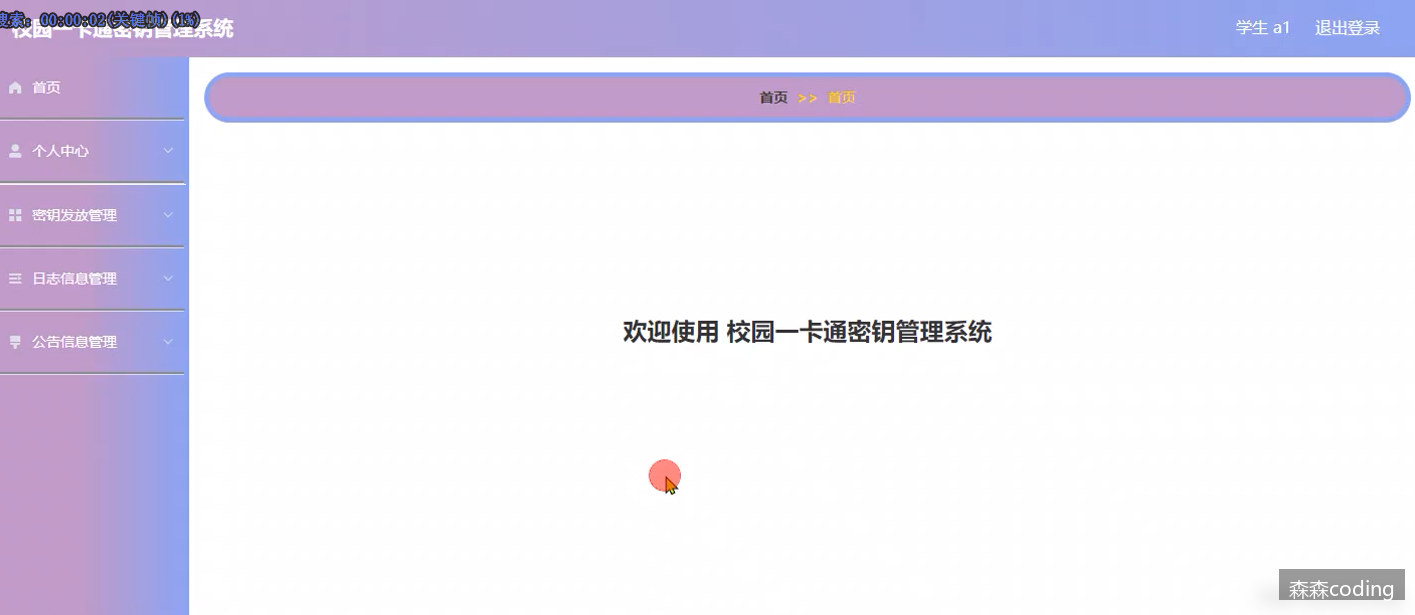 搜索: 00:00:02(关键帧)(1%)
校园一卡通密钥管理系统
学生 a1 退出登录
首页
首页 >> 首页
个人中心
密钥发放管理
日志信息管理
公告信息管理
欢迎使用 校园一卡通密钥管理系统
森森coding